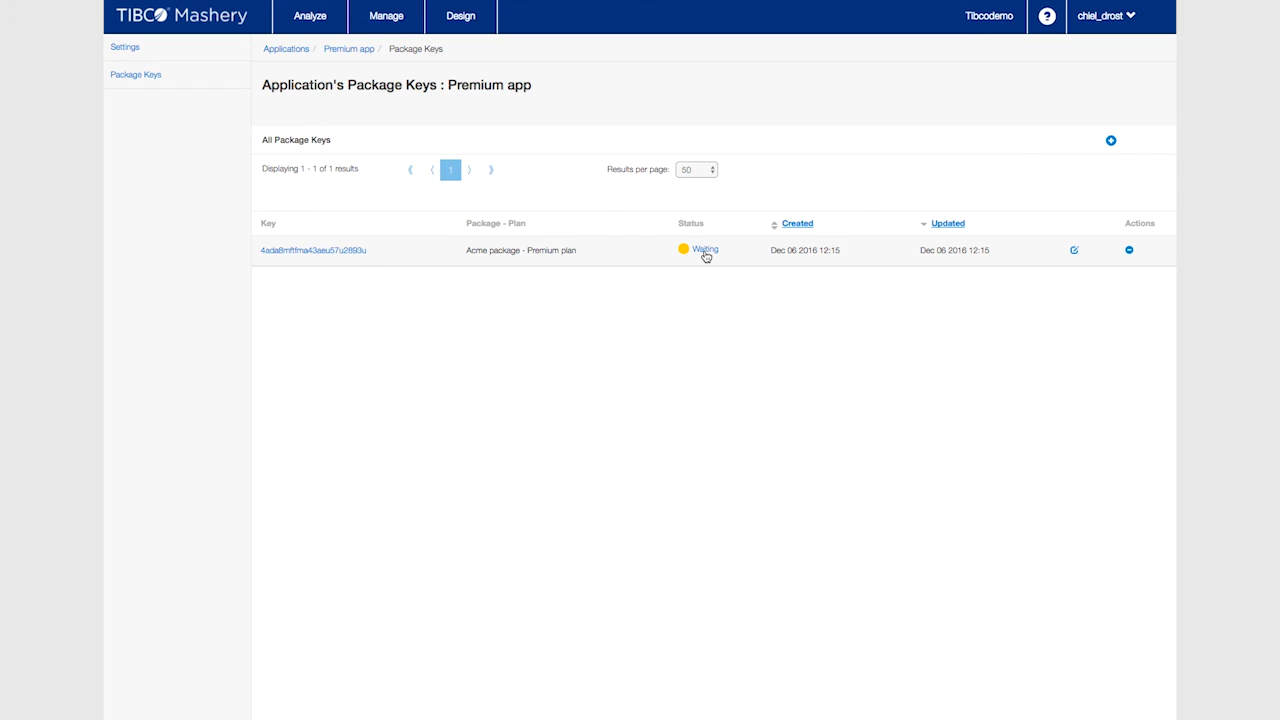 TIBCO Mashery Analyze Manage Design Tibcodemo ? chiel_drost
Settings
Package Keys
Applications / Premium app / Package Keys
Application's Package Keys : Premium app
All Package Keys
Displaying 1 - 1 of 1 results 1 Results per page: 50
Key Package - Plan Status Created Updated Actions
4ada8mftfma43aeu57u2893u Acme package - Premium plan Waiting Dec 06 2016 12:15 Dec 06 2016 12:15